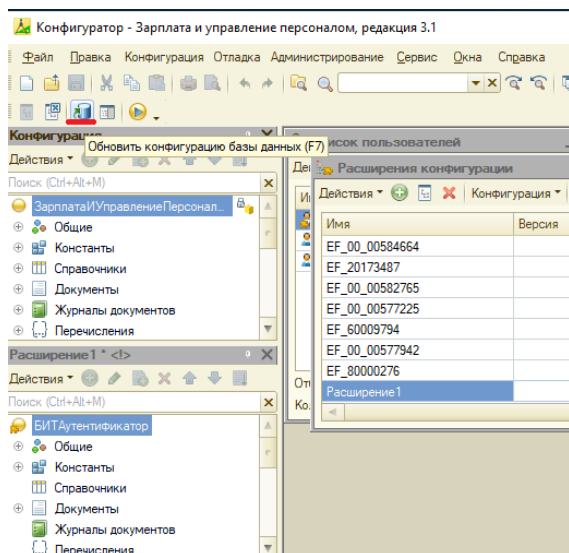 Конфигуратор - Зарплата и управление персоналом, редакция 3.1
Файл Правка Конфигурация Отладка Администрирование Сервис Окна Справка
Конфигурация
Обновить конфигурацию базы данных (F7)
Действия
Поиск (Ctrl+Alt+M)
ЗарплатаИУправлениеПерсонал...
Общие
Константы
Справочники
Документы
Журналы документов
Перечисления
Расширение1 * <!>
Действия
Поиск (Ctrl+Alt+M)
БИТАутентификатор
Общие
Константы
Справочники
Документы
Журналы документов
Перечисления
исок пользователей
Расширения конфигурации
Действия Конфигурация
Имя Версия
EF_00_00584664
EF_20173487
EF_00_00582765
EF_00_00577225
EF_60009794
EF_00_00577942
EF_80000276
Расширение1